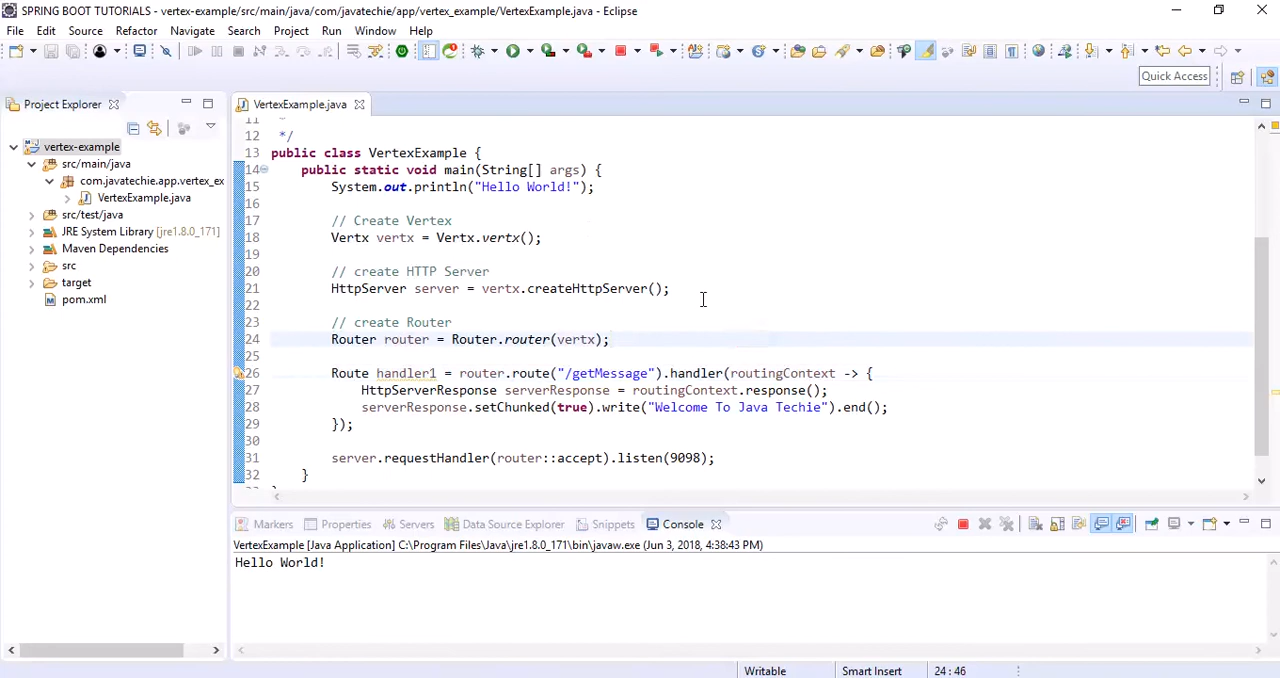 SPRING BOOT TUTORIALS - vertex-example/src/main/java/com/javatechie/app/vertex_example/VertexExample.java - Eclipse
File Edit Source Refactor Navigate Search Project Run Window Help
Quick Access
Project Explorer
VertexExample.java
vertex-example
src/main/java
com.javatechie.app.vertex_ex
VertexExample.java
src/test/java
JRE System Library [jre1.8.0_171]
Maven Dependencies
src
target
pom.xml
11 *
12 */
13 public class VertexExample {
14 public static void main(String[] args) {
15 System.out.println("Hello World!");
16
17 // Create Vertex
18 Vertx vertx = Vertx.vertx();
19
20 // create HTTP Server
21 HttpServer server = vertx.createHttpServer();
22
23 // create Router
24 Router router = Router.router(vertx);
25
26 Route handler1 = router.route("/getMessage").handler(routingContext -> {
27 HttpServerResponse serverResponse = routingContext.response();
28 serverResponse.setChunked(true).write("Welcome To Java Techie").end();
29 });
30
31 server.requestHandler(router::accept).listen(9098);
32 }
Markers Properties Servers Data Source Explorer Snippets Console
VertexExample [Java Application] C:\Program Files\Java\jre1.8.0_171\bin\javaw.exe (Jun 3, 2018, 4:38:43 PM)
Hello World!
Writable Smart Insert 24 : 46